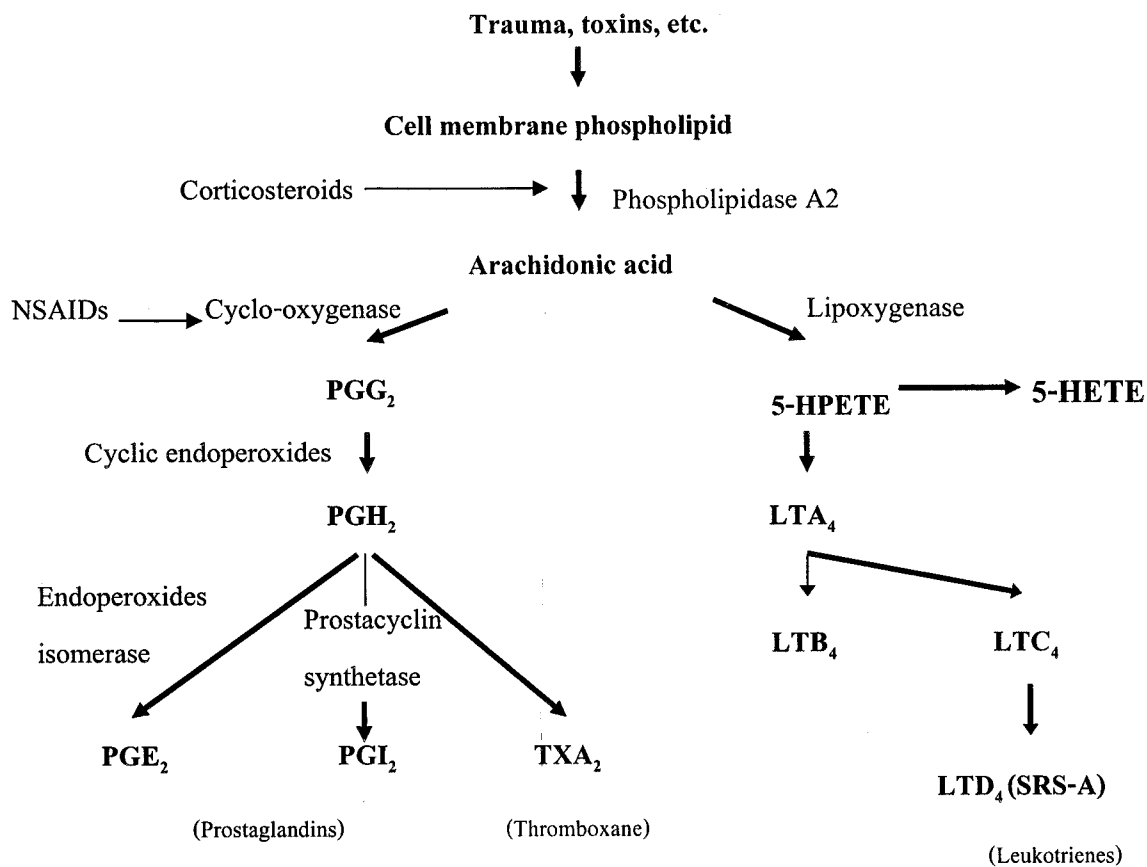 Trauma, toxins, etc.
Cell membrane phospholipid
Corticosteroids
Phospholipidase A2
Arachidonic acid
NSAIDs
Cyclo-oxygenase
Lipoxygenase
PGG₂
5-HPETE
5-HETE
Cyclic endoperoxides
PGH₂
LTA₄
Endoperoxides
isomerase
Prostacyclin
synthetase
LTB₄
LTC₄
PGE₂
PGI₂
TXA₂
LTD₄ (SRS-A)
(Prostaglandins)
(Thromboxane)
(Leukotrienes)